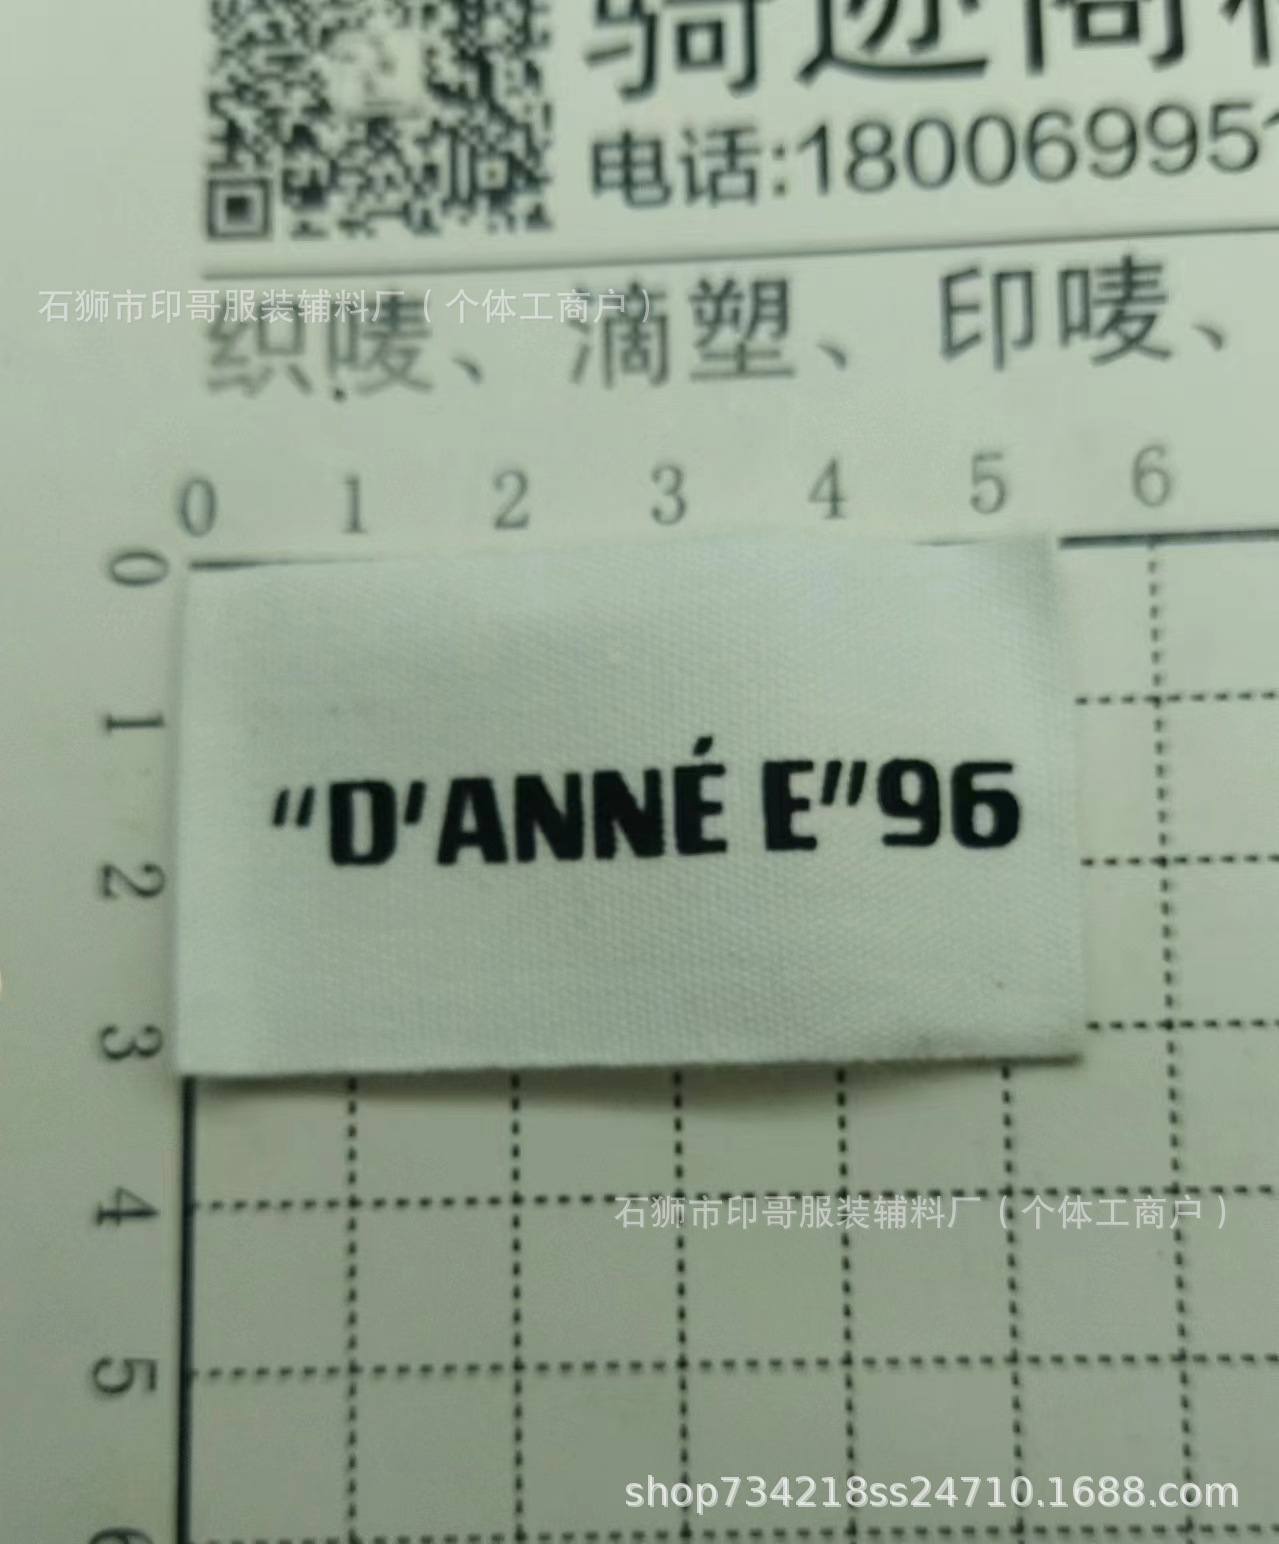 电话:180069951
石狮市印哥服装辅料厂（个体工商户）
织唛、滴塑、印唛、
0 1 2 3 4 5 6
0
1
2
3
4
5
6
“D'ANNÉ E”96
石狮市印哥服装辅料厂（个体工商户）
shop734218ss24710.1688.com